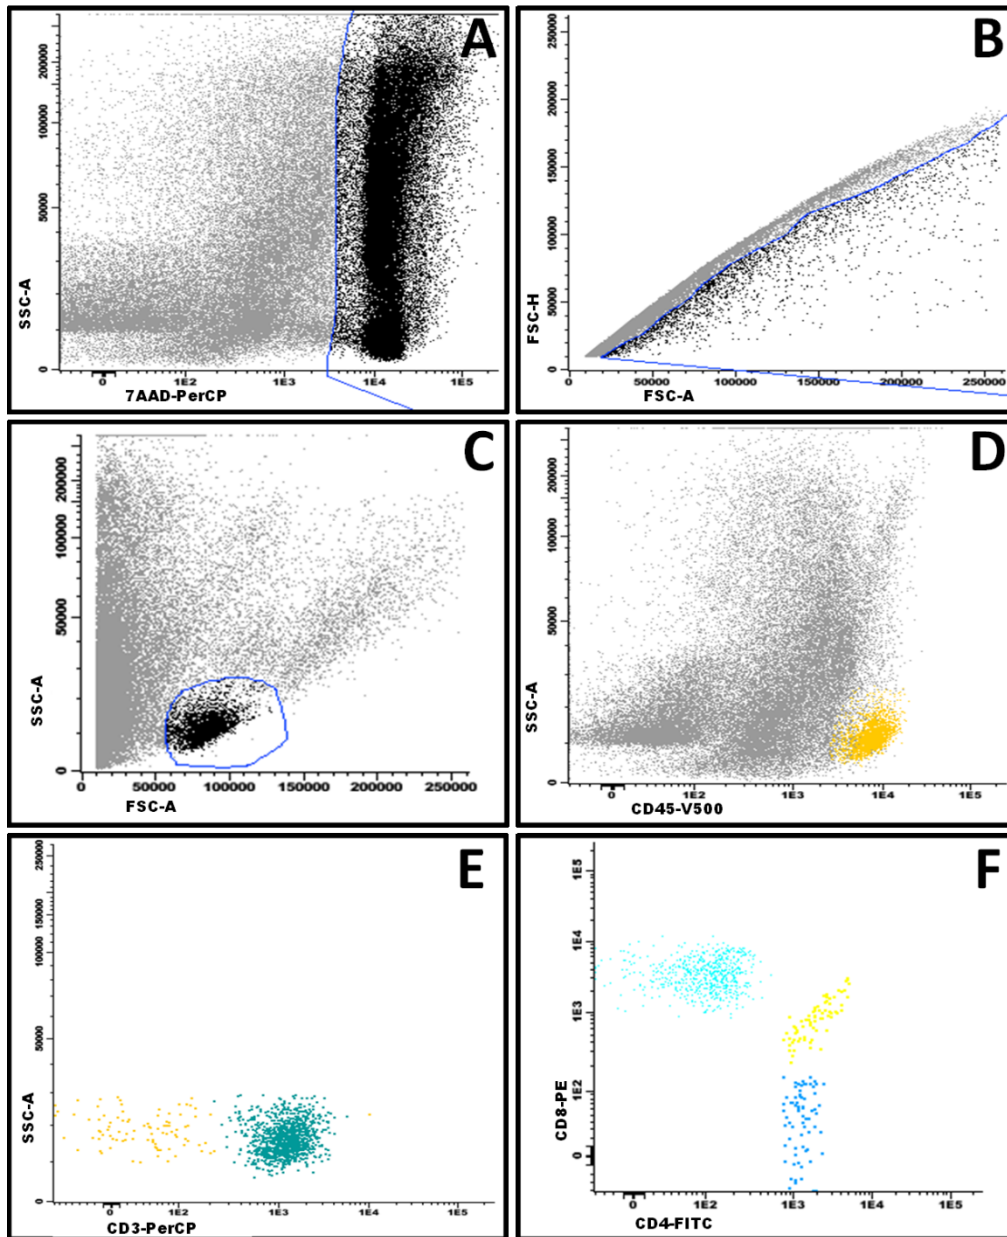 A
SSC-A
200000
100000
50000
0
0
1E2
1E3
1E4
1E5
7AAD-PerCP
B
FSC-H
250000
200000
150000
100000
50000
0
0
50000
100000
150000
200000
250000
FSC-A
C
SSC-A
200000
100000
50000
0
0
50000
100000
150000
200000
250000
FSC-A
D
SSC-A
200000
100000
50000
0
0
1E2
1E3
1E4
1E5
CD45-V500
E
SSC-A
250000
150000
100000
50000
0
0
1E2
1E3
1E4
1E5
CD3-PerCP
F
CD8-PE
1E5
1E4
1E3
1E2
0
0
1E2
1E3
1E4
1E5
CD4-FITC